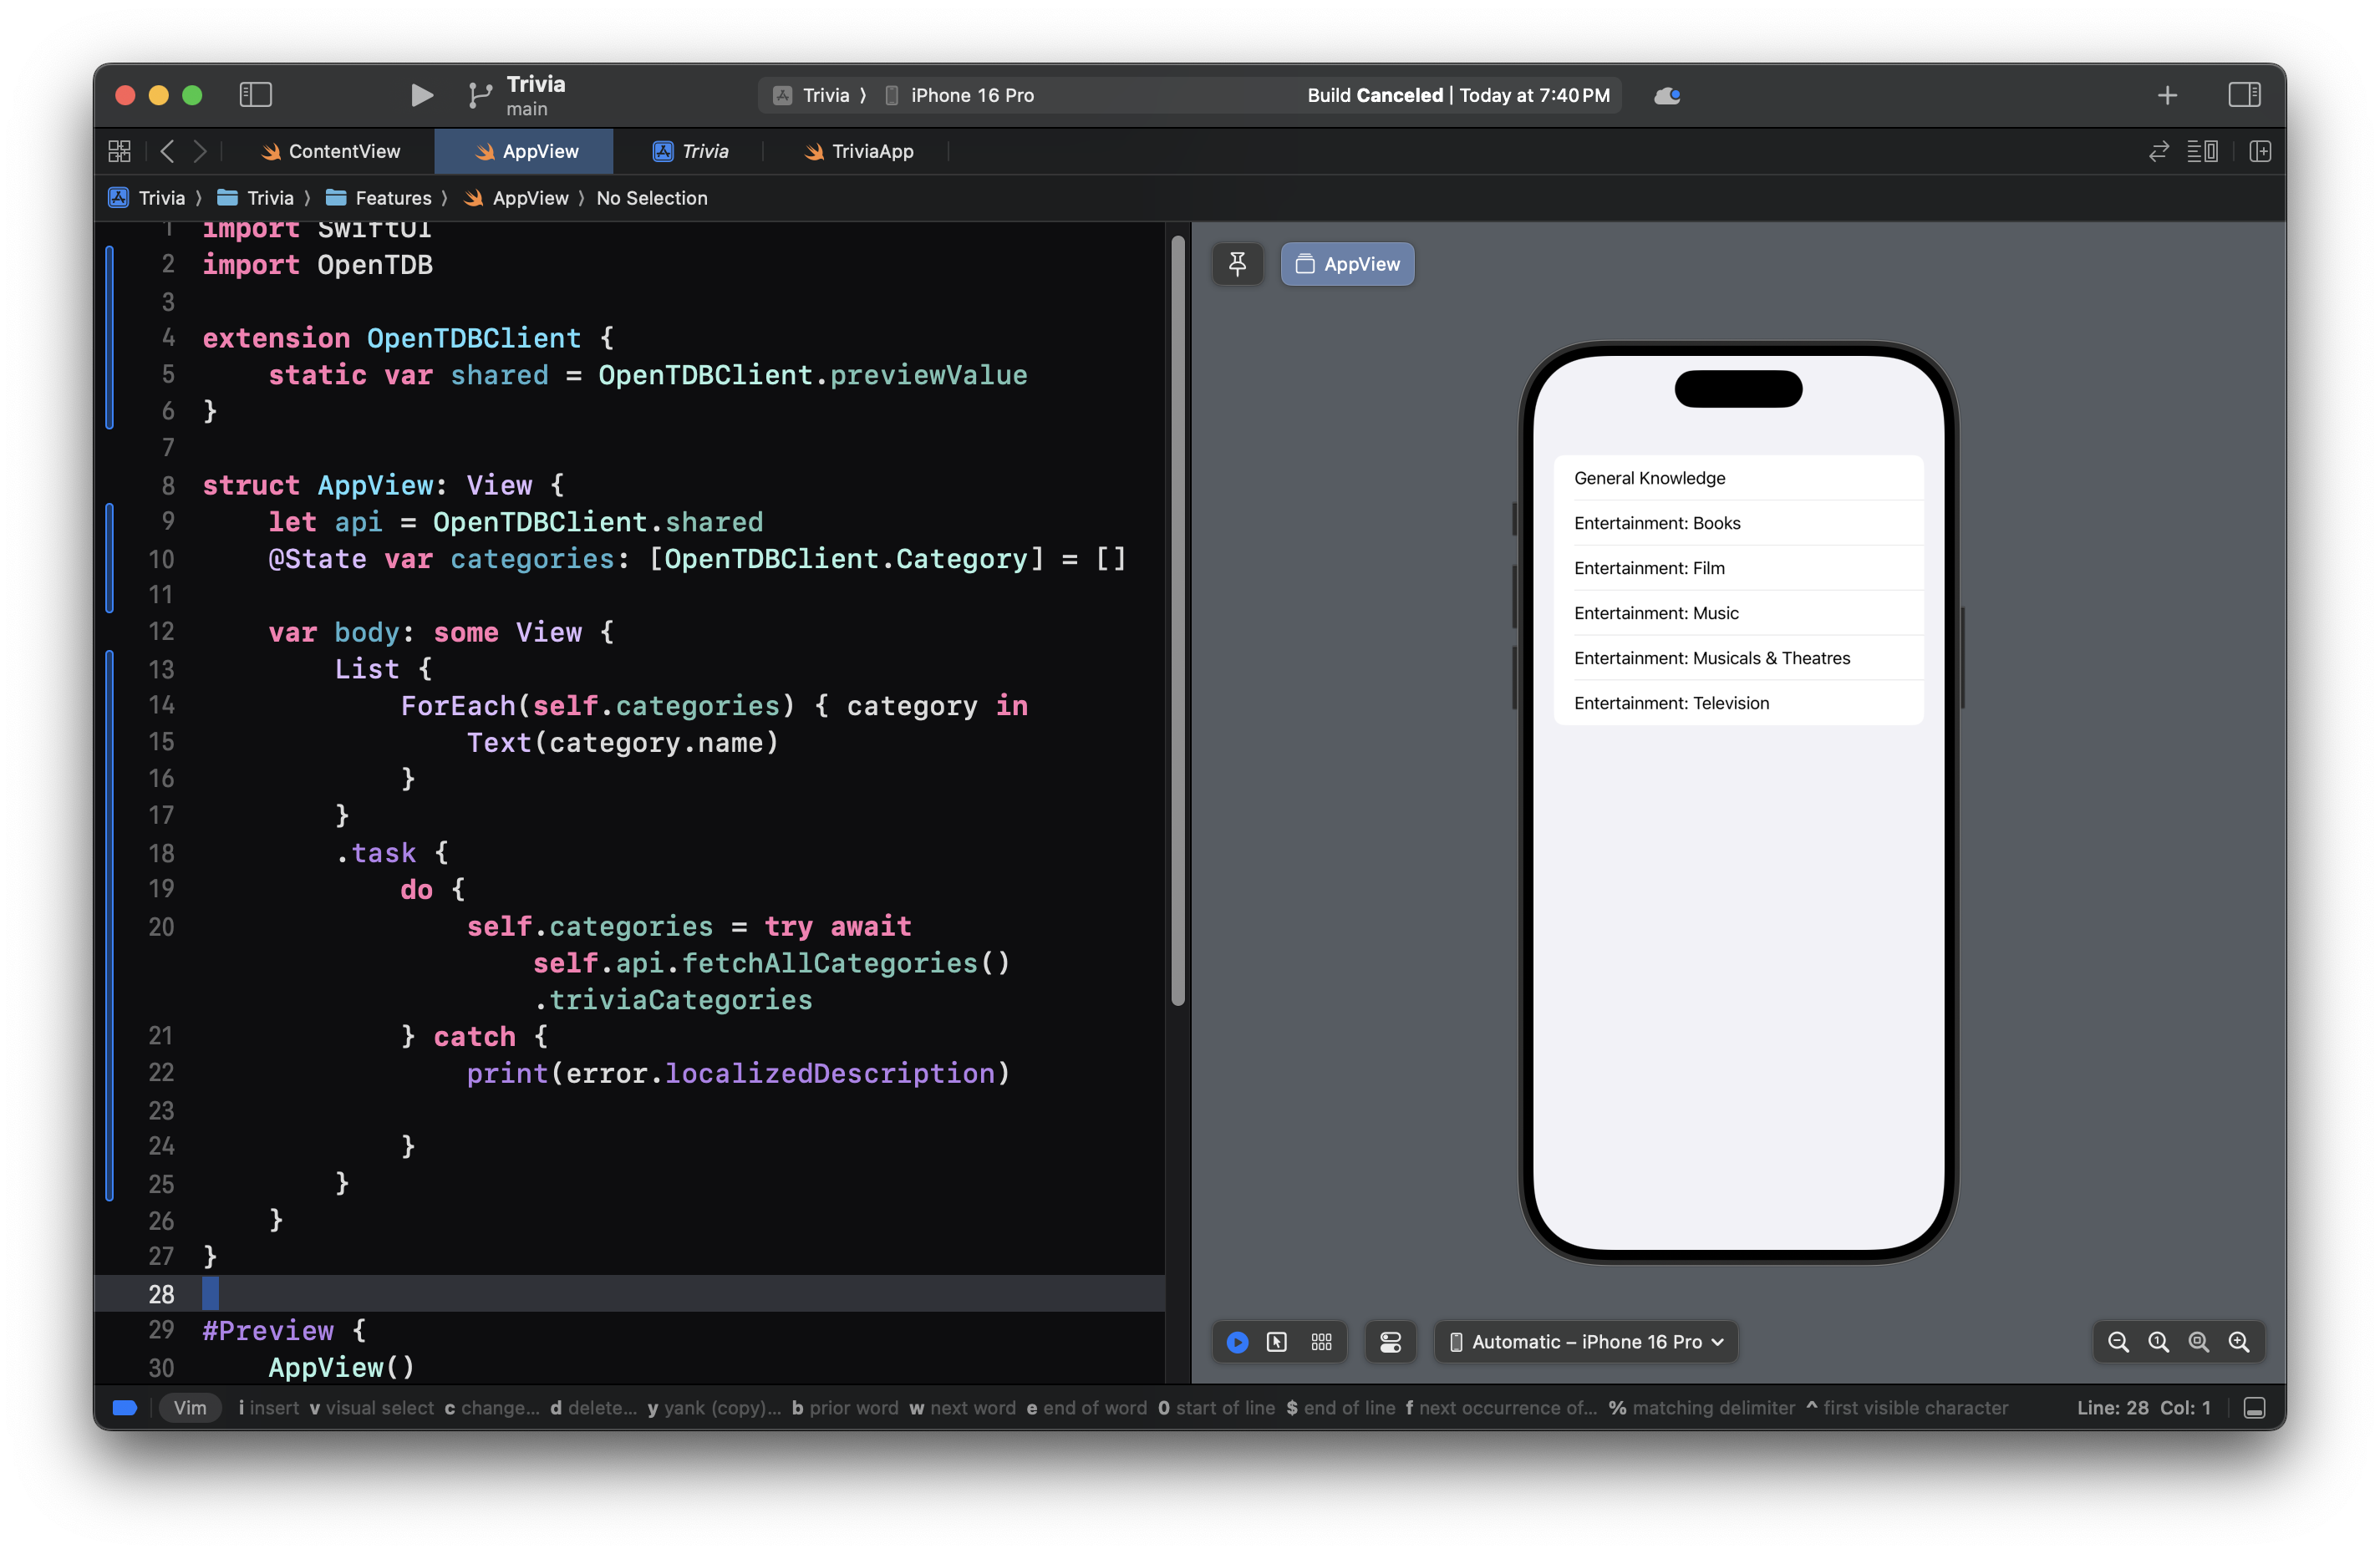 Trivia
main
Trivia 〉 iPhone 16 Pro
Build Canceled | Today at 7:40 PM
ContentView
AppView
Trivia
TriviaApp
Trivia 〉 Trivia 〉 Features 〉 AppView 〉 No Selection
1 import SwiftUI
2 import OpenTDB
3
4 extension OpenTDBClient {
5     static var shared = OpenTDBClient.previewValue
6 }
7
8 struct AppView: View {
9     let api = OpenTDBClient.shared
10     @State var categories: [OpenTDBClient.Category] = []
11
12     var body: some View {
13         List {
14             ForEach(self.categories) { category in
15                 Text(category.name)
16             }
17         }
18         .task {
19             do {
20                 self.categories = try await
                    self.api.fetchAllCategories()
                    .triviaCategories
21             } catch {
22                 print(error.localizedDescription)
23
24             }
25         }
26     }
27 }
28
29 #Preview {
30     AppView()
AppView
General Knowledge
Entertainment: Books
Entertainment: Film
Entertainment: Music
Entertainment: Musicals & Theatres
Entertainment: Television
Automatic – iPhone 16 Pro
Vim i insert v visual select c change... d delete... y yank (copy)... b prior word w next word e end of word 0 start of line $ end of line f next occurrence of... % matching delimiter ^ first visible character
Line: 28 Col: 1